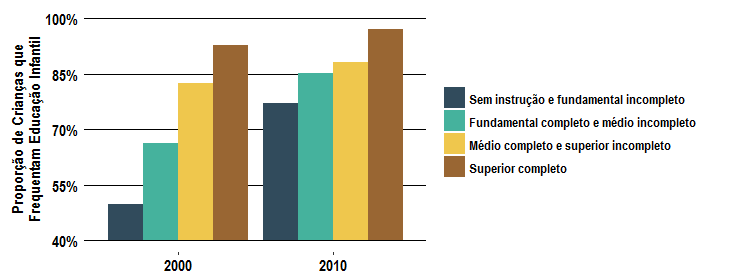 Proporção de Crianças que
Frequentam Educação Infantil
100%
85%
70%
55%
40%
2000
2010
Sem instrução e fundamental incompleto
Fundamental completo e médio incompleto
Médio completo e superior incompleto
Superior completo